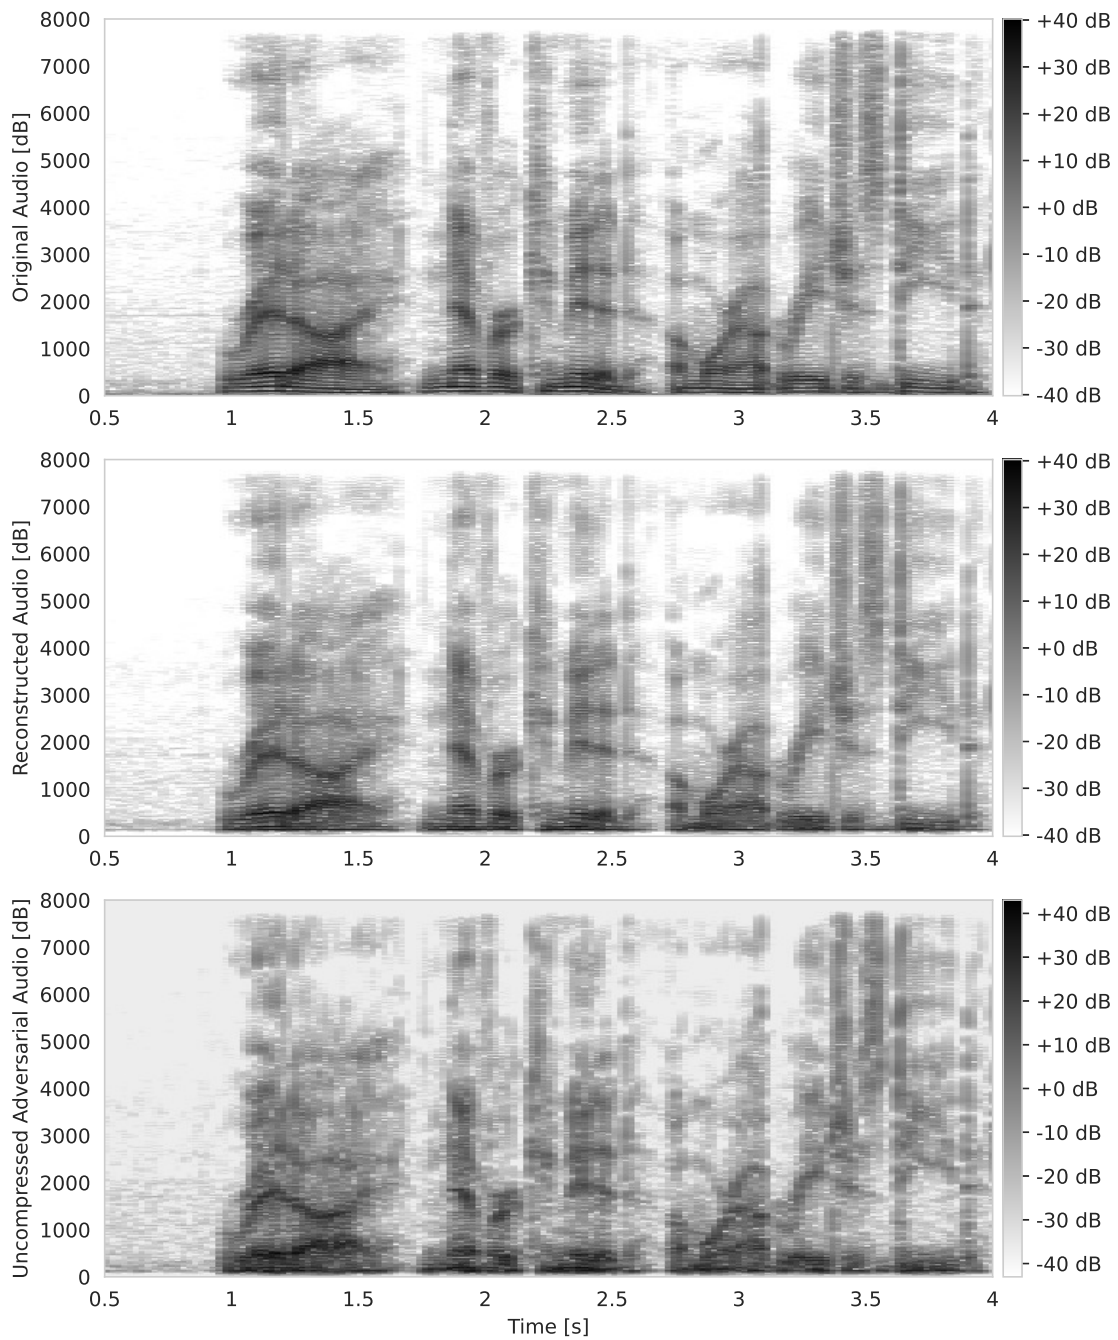 8000
7000
6000
5000
4000
3000
2000
1000
0
Original Audio [dB]
0.5 1 1.5 2 2.5 3 3.5 4
+40 dB
+30 dB
+20 dB
+10 dB
+0 dB
-10 dB
-20 dB
-30 dB
-40 dB
8000
7000
6000
5000
4000
3000
2000
1000
0
Reconstructed Audio [dB]
0.5 1 1.5 2 2.5 3 3.5 4
+40 dB
+30 dB
+20 dB
+10 dB
+0 dB
-10 dB
-20 dB
-30 dB
-40 dB
8000
7000
6000
5000
4000
3000
2000
1000
0
Uncompressed Adversarial Audio [dB]
0.5 1 1.5 2 2.5 3 3.5 4
Time [s]
+40 dB
+30 dB
+20 dB
+10 dB
+0 dB
-10 dB
-20 dB
-30 dB
-40 dB